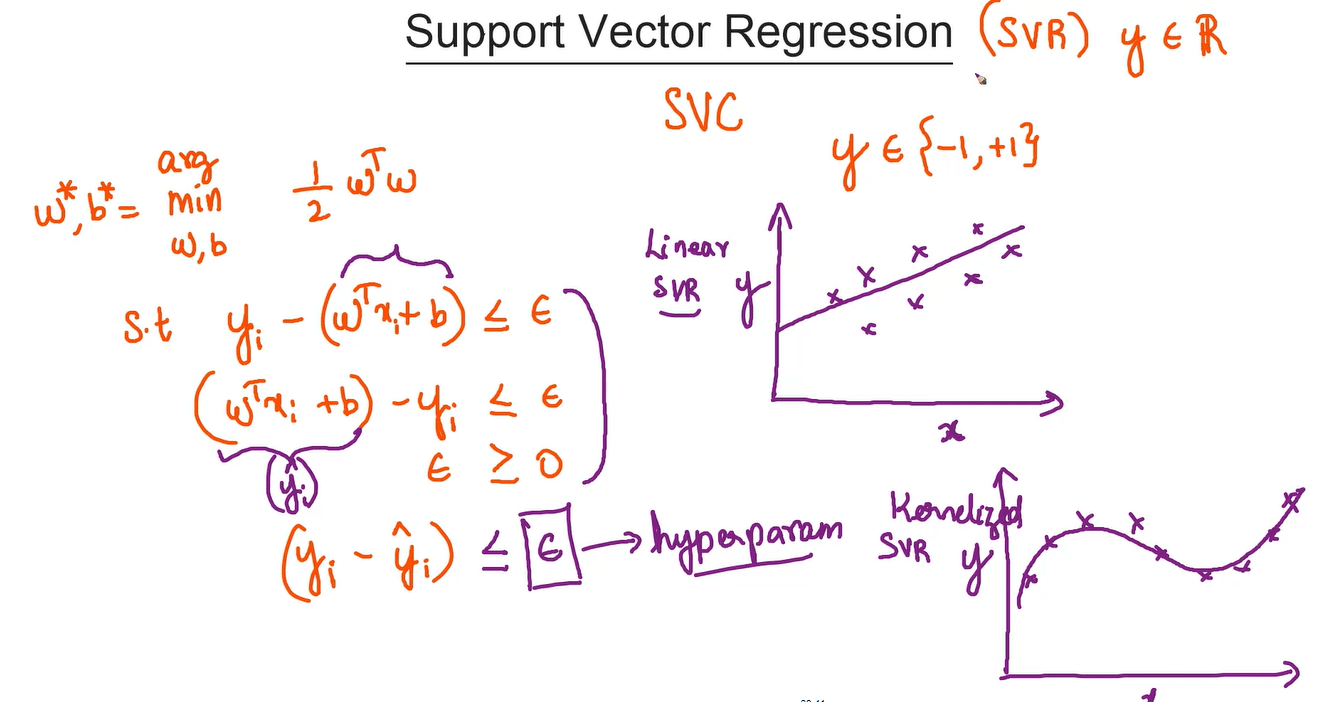 Support Vector Regression (SVR) y ∈ ℝ
SVC
y ∈ {-1, +1}
w*, b* = arg min w, b 1/2 wᵀw
s.t yᵢ - (wᵀxᵢ + b) ≤ ϵ
(wᵀxᵢ + b) - yᵢ ≤ ϵ
(ŷᵢ)
ϵ ≥ 0
(yᵢ - ŷᵢ) ≤ ϵ → hyperparam
Linear
SVR
y
x
Kernelized
SVR
y